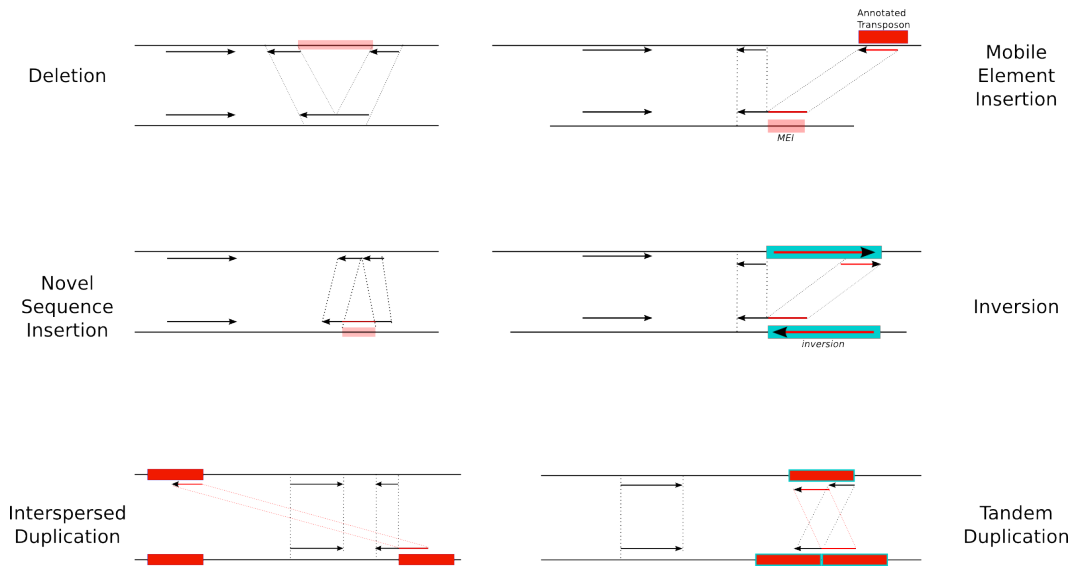 Deletion
Annotated
Transposon
Mobile
Element
Insertion
MEI
Novel
Sequence
Insertion
Inversion
inversion
Interspersed
Duplication
Tandem
Duplication